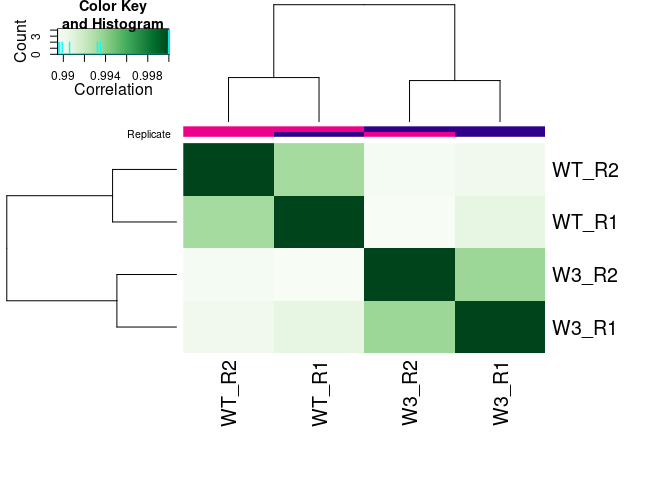 Color Key
and Histogram
Count
0 3
0.99 0.994 0.998
Correlation
Replicate
WT_R2
WT_R1
W3_R2
W3_R1
WT_R2
WT_R1
W3_R2
W3_R1